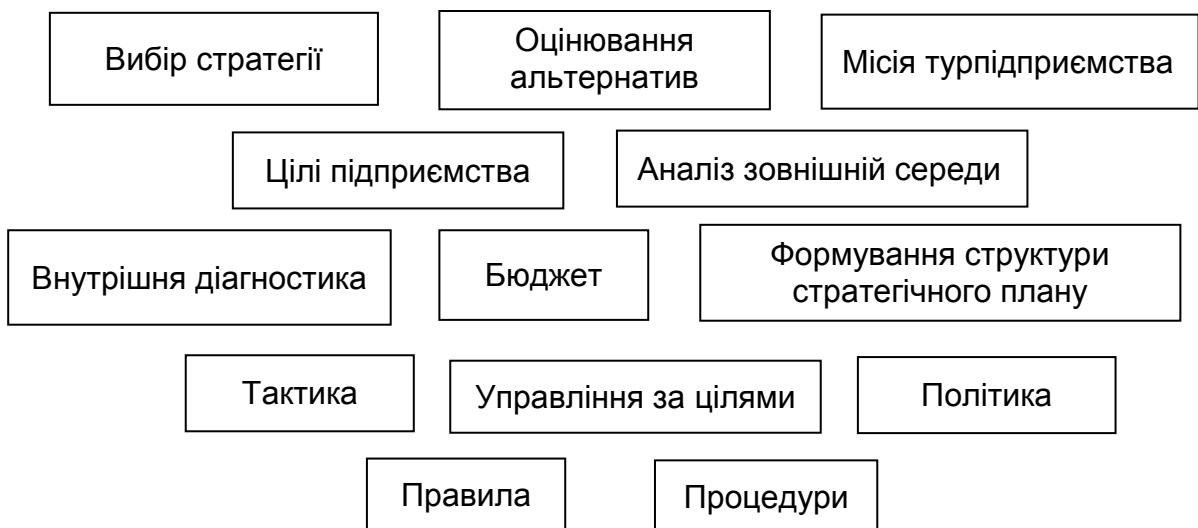 Вибір стратегії
Оцінювання
альтернатив
Місія турпідприємства
Цілі підприємства
Аналіз зовнішній середи
Внутрішня діагностика
Бюджет
Формування структури
стратегічного плану
Тактика
Управління за цілями
Політика
Правила
Процедури